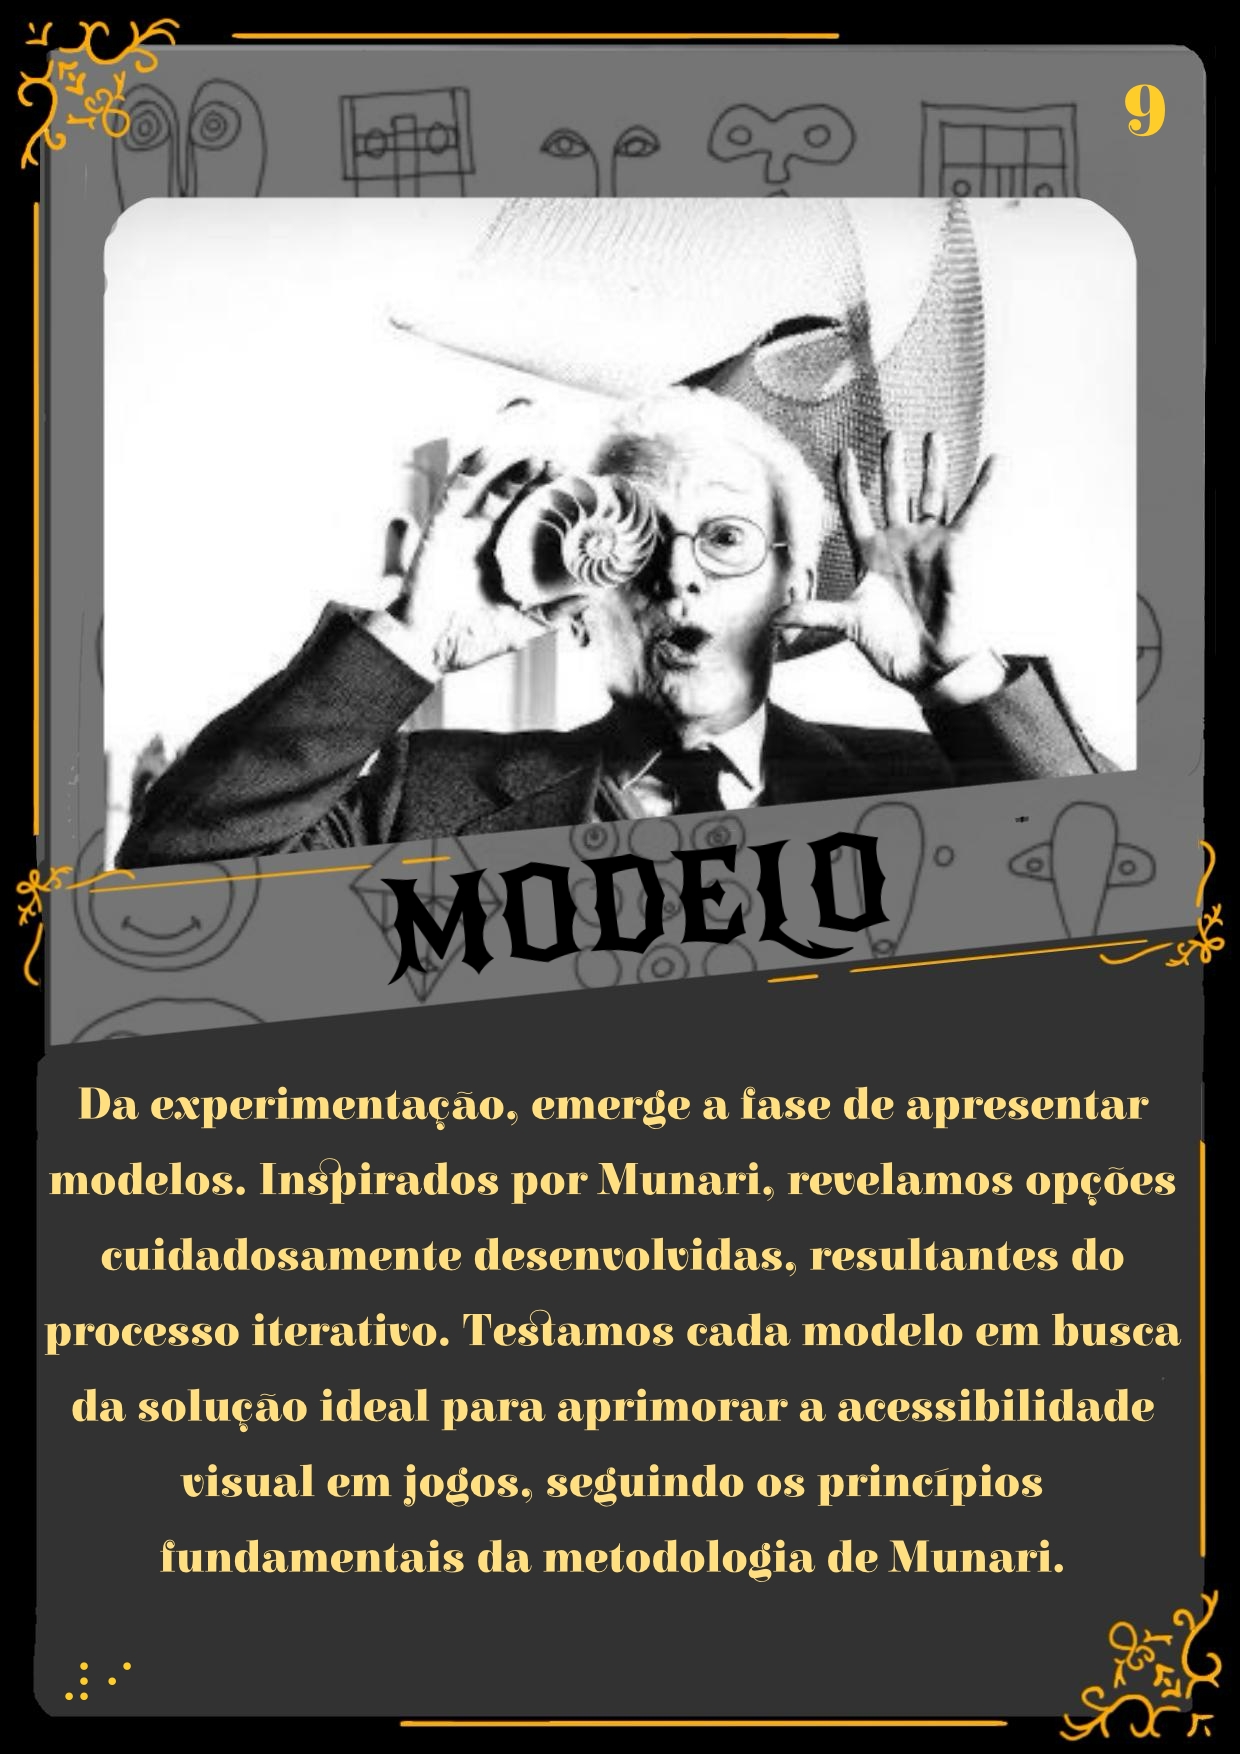 9
MODELO
Da experimentação, emerge a fase de apresentar
modelos. Inspirados por Munari, revelamos opções
cuidadosamente desenvolvidas, resultantes do
processo iterativo. Testamos cada modelo em busca
da solução ideal para aprimorar a acessibilidade
visual em jogos, seguindo os princípios
fundamentais da metodologia de Munari.
⠼⠊